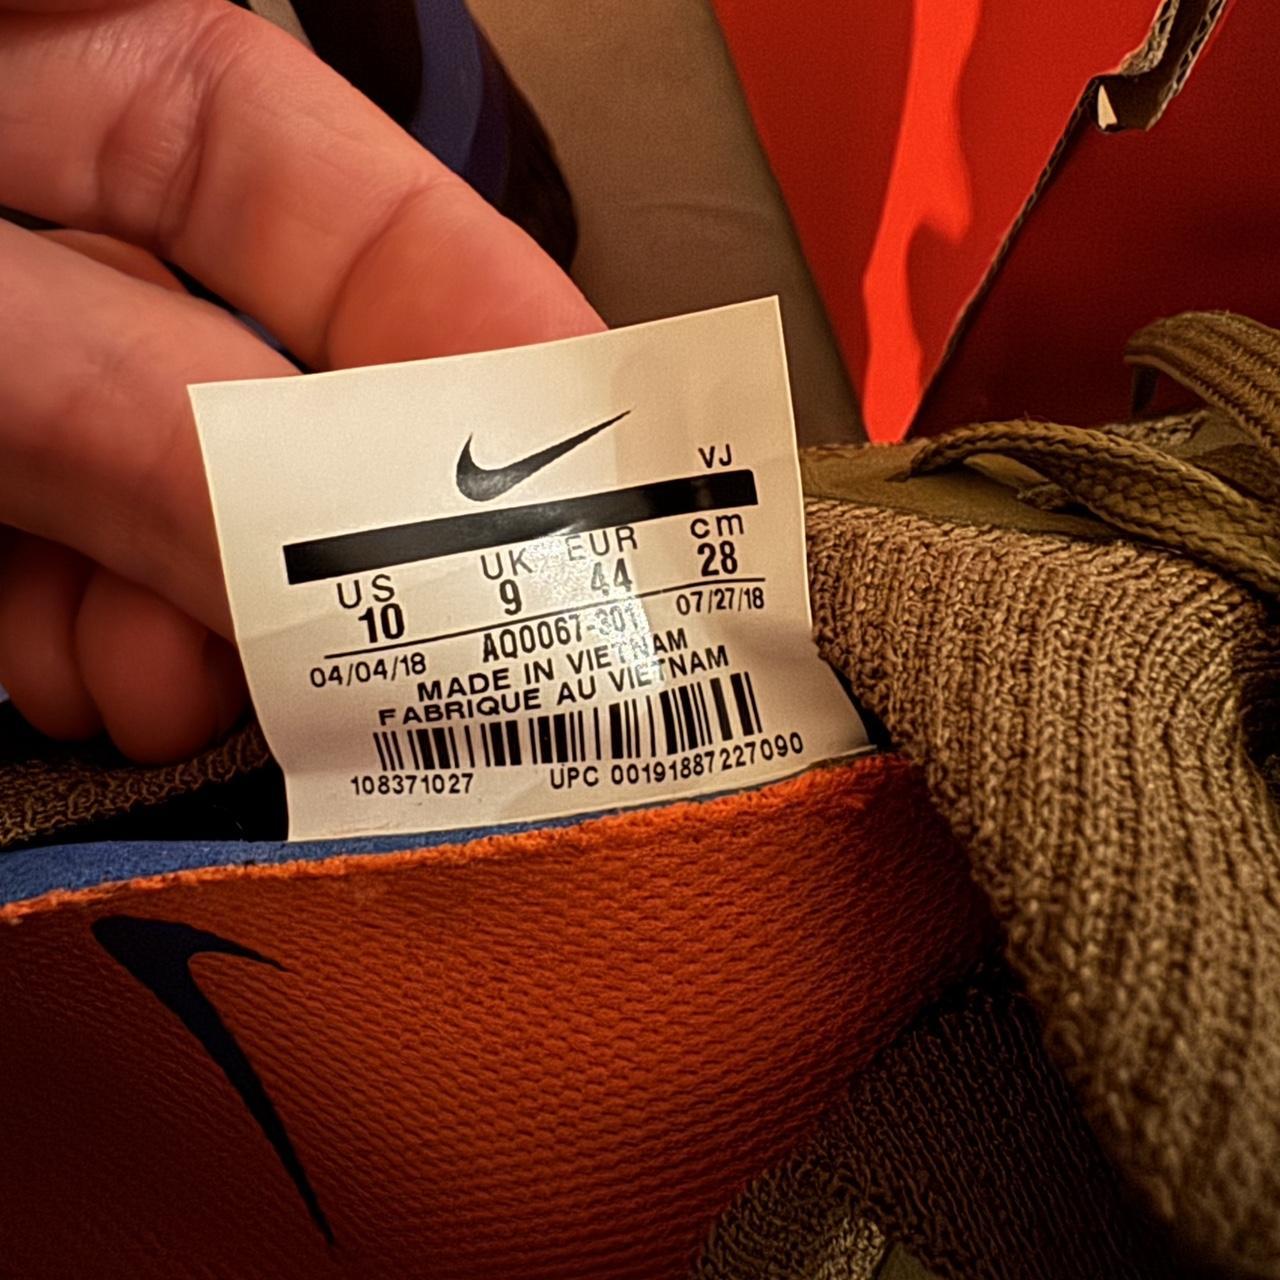 VJ
US UK EUR cm
10 9 44 28
04/04/18 AQ0067-301 07/27/18
MADE IN VIETNAM
FABRIQUE AU VIETNAM
108371027 UPC 00191887227090